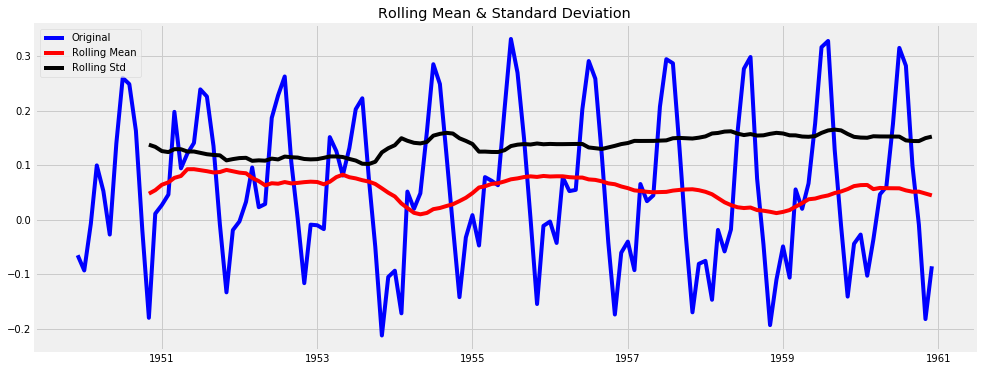 Rolling Mean & Standard Deviation
Original
Rolling Mean
Rolling Std
0.3
0.2
0.1
0.0
−0.1
−0.2
1951 1953 1955 1957 1959 1961